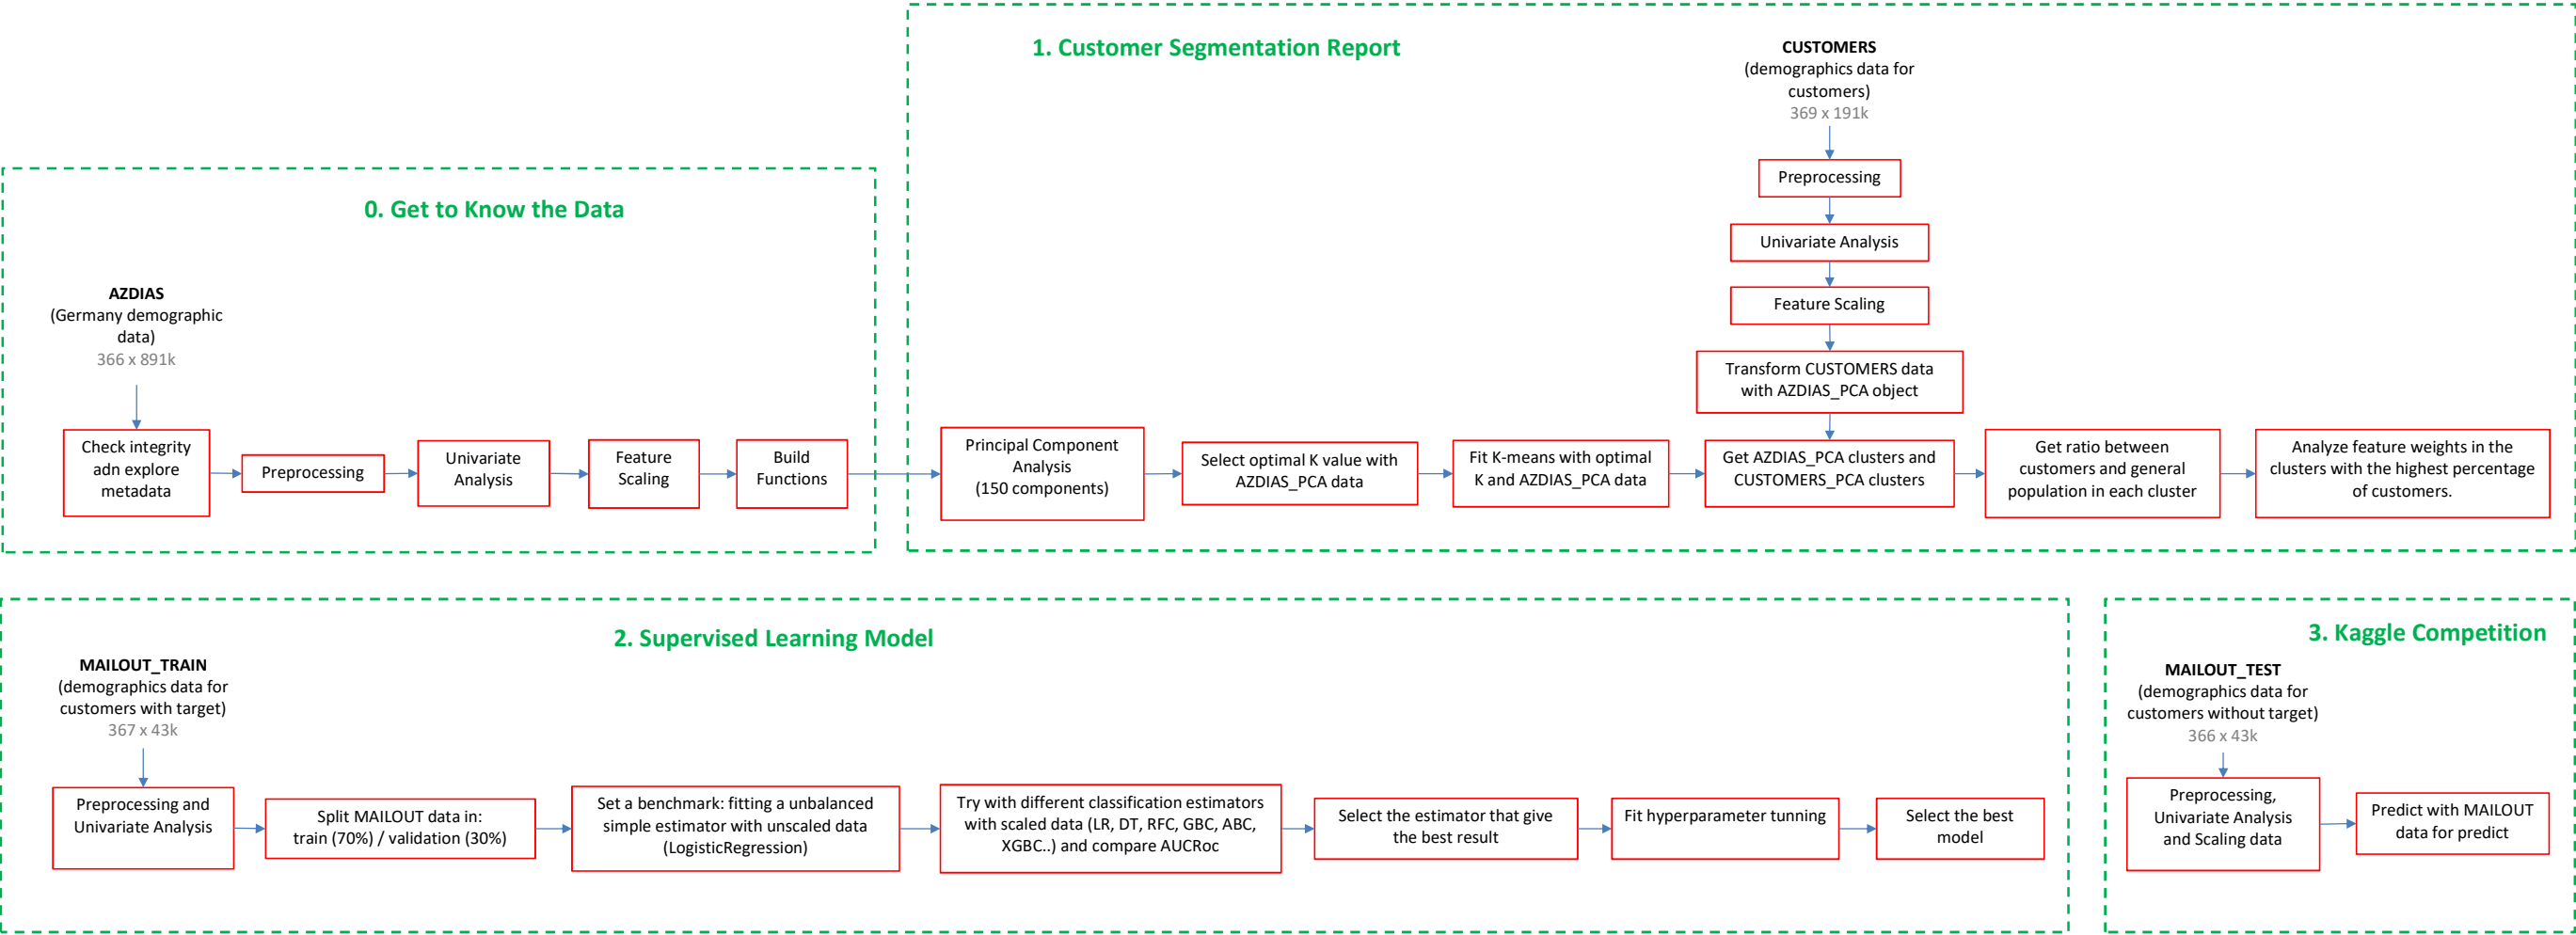 0. Get to Know the Data
AZDIAS
(Germany demographic
data)
366 x 891k
Check integrity
adn explore
metadata
Preprocessing
Univariate
Analysis
Feature
Scaling
Build
Functions
1. Customer Segmentation Report
CUSTOMERS
(demographics data for
customers)
369 x 191k
Preprocessing
Univariate Analysis
Feature Scaling
Transform CUSTOMERS data
with AZDIAS_PCA object
Principal Component
Analysis
(150 components)
Select optimal K value with
AZDIAS_PCA data
Fit K-means with optimal
K and AZDIAS_PCA data
Get AZDIAS_PCA clusters and
CUSTOMERS_PCA clusters
Get ratio between
customers and general
population in each cluster
Analyze feature weights in the
clusters with the highest percentage
of customers.
2. Supervised Learning Model
MAILOUT_TRAIN
(demographics data for
customers with target)
367 x 43k
Preprocessing and
Univariate Analysis
Split MAILOUT data in:
train (70%) / validation (30%)
Set a benchmark: fitting a unbalanced
simple estimator with unscaled data
(LogisticRegression)
Try with different classification estimators
with scaled data (LR, DT, RFC, GBC, ABC,
XGBC..) and compare AUCRoc
Select the estimator that give
the best result
Fit hyperparameter tunning
Select the best
model
3. Kaggle Competition
MAILOUT_TEST
(demographics data for
customers without target)
366 x 43k
Preprocessing,
Univariate Analysis
and Scaling data
Predict with MAILOUT
data for predict